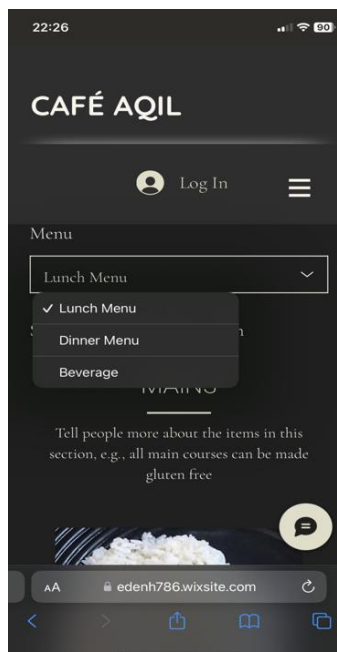 22:26
90
CAFÉ AQIL
Log In
Menu
Lunch Menu
✓ Lunch Menu
Dinner Menu
Beverage
MAINS
Tell people more about the items in this
section, e.g., all main courses can be made
gluten free
AA
edenh786.wixsite.com